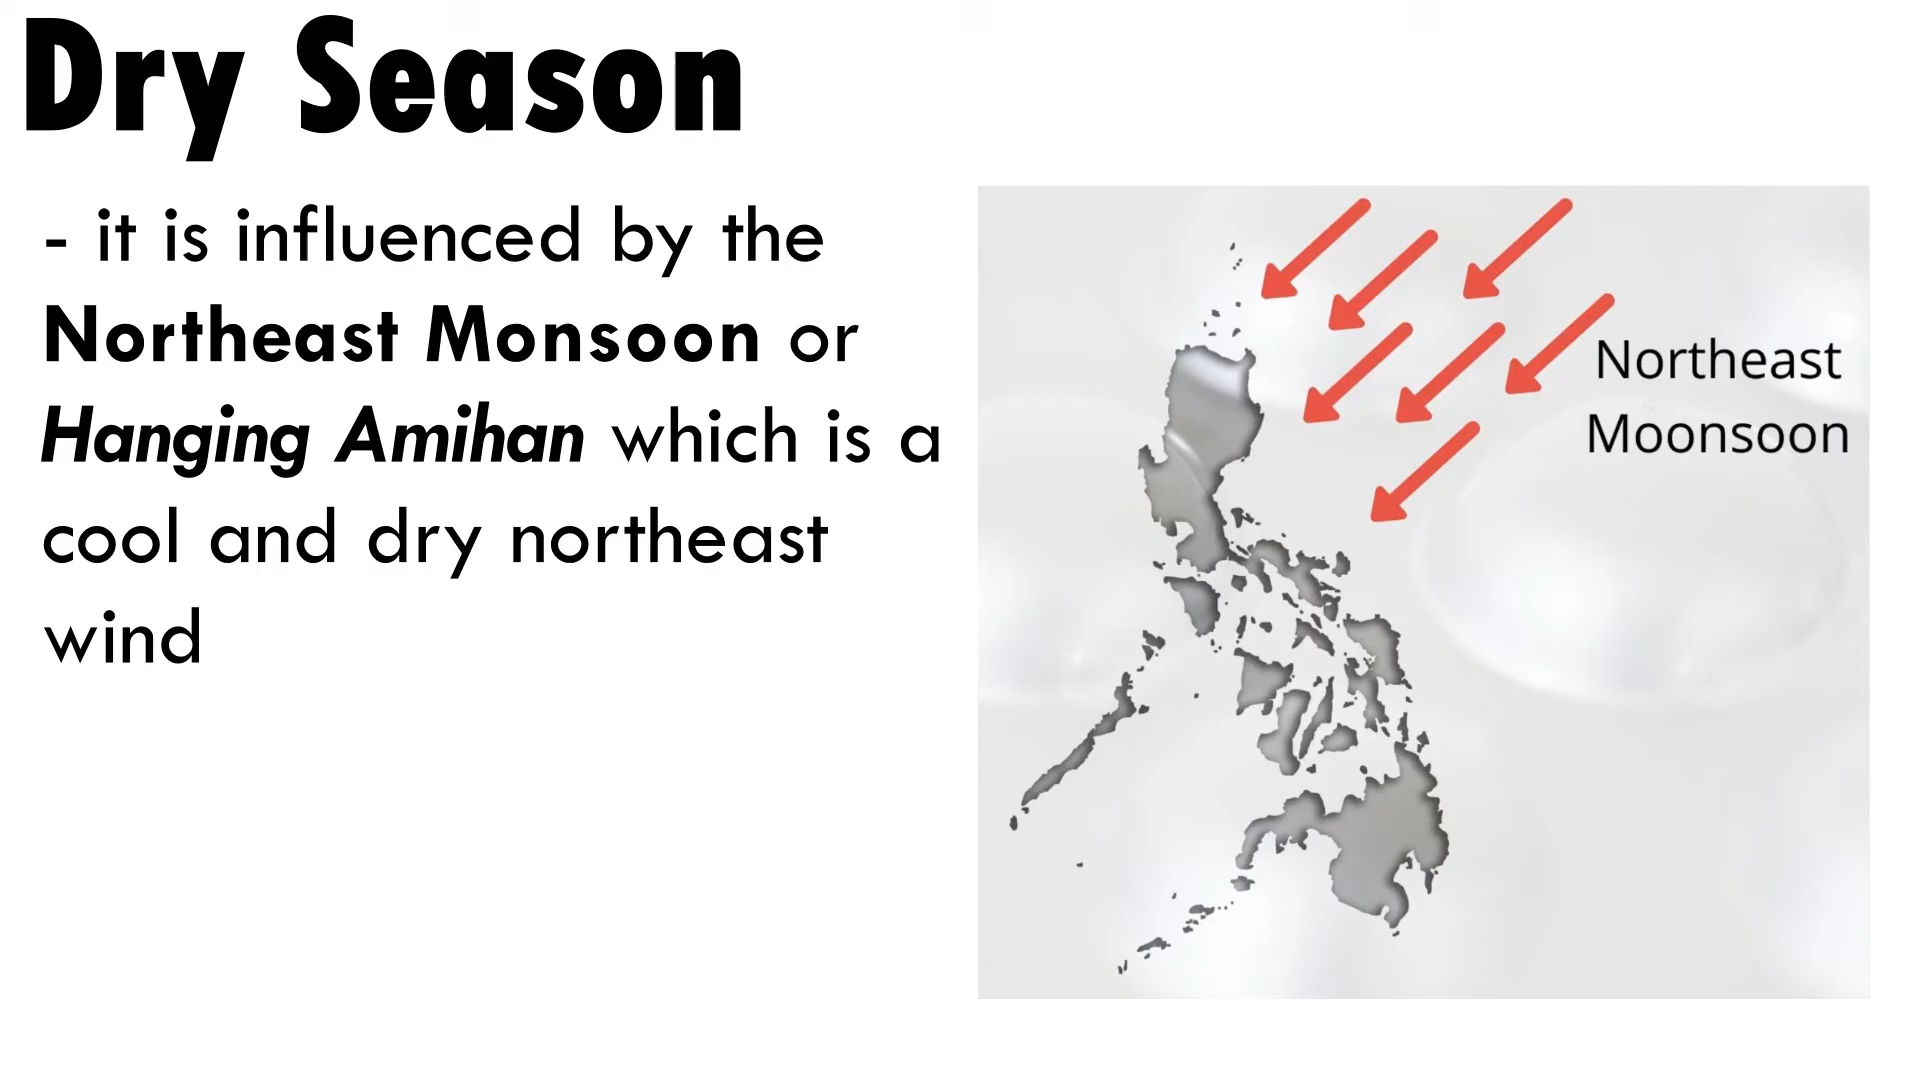 Dry Season
- it is influenced by the
Northeast Monsoon or
Hanging Amihan which is a
cool and dry northeast
wind
Northeast
Moonsoon